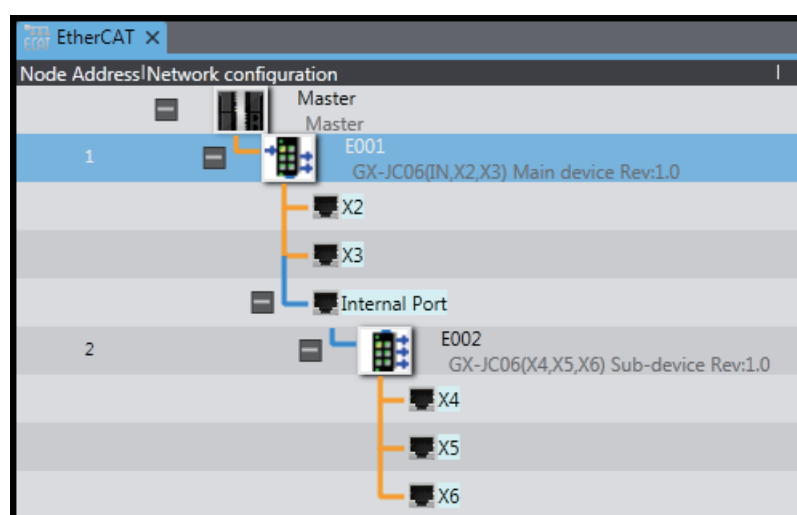 EtherCAT ×
Node Address|Network configuration
Master
Master
1 E001
GX-JC06(IN,X2,X3) Main device Rev:1.0
X2
X3
Internal Port
2 E002
GX-JC06(X4,X5,X6) Sub-device Rev:1.0
X4
X5
X6